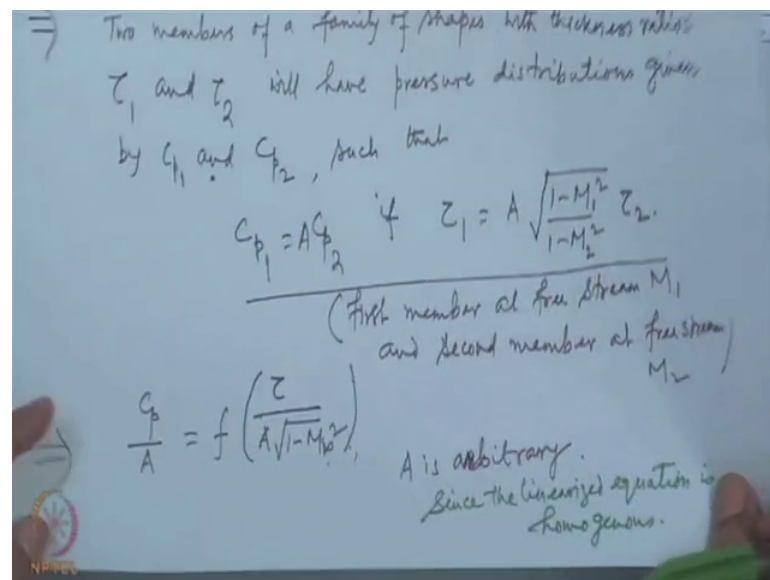 ⇒ Two members of a family of shapes with thickness ratios
τ₁ and τ₂ will have pressure distributions given
by Cp₁ and Cp₂, such that
Cp₁ = A Cp₂ if τ₁ = A √((1-M₁²)/(1-M₂²)) τ₂.
(First member at free stream M₁
and second member at free stream
M₂)
⇒ Cp/A = f(τ/(A√(1-M∞²)))
A is arbitrary.
Since the linearized equation is
homogenous.
NPTEL